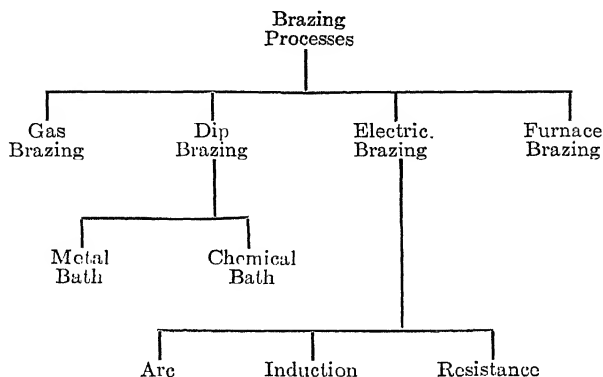 Brazing
Processes
Gas
Brazing
Dip
Brazing
Electric.
Brazing
Furnace
Brazing
Metal
Bath
Chemical
Bath
Arc
Induction
Resistance